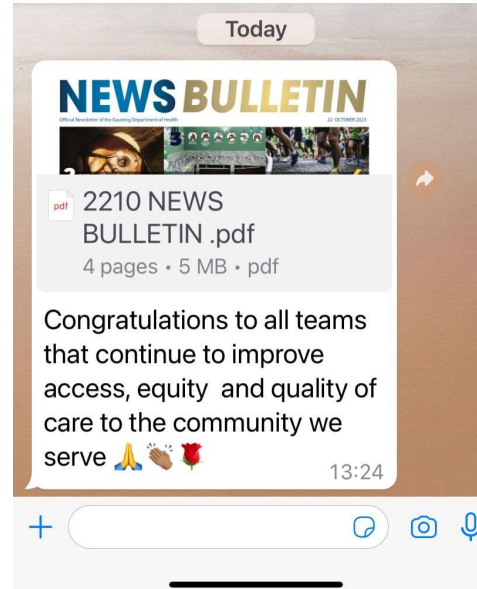 Today
NEWS BULLETIN
Official Newsletter of the Gauteng Department of Health
22 OCTOBER 2023
3
pdf
2210 NEWS
BULLETIN .pdf
4 pages • 5 MB • pdf
Congratulations to all teams
that continue to improve
access, equity  and quality of
care to the community we
serve 🙏👏🏽🌹
13:24